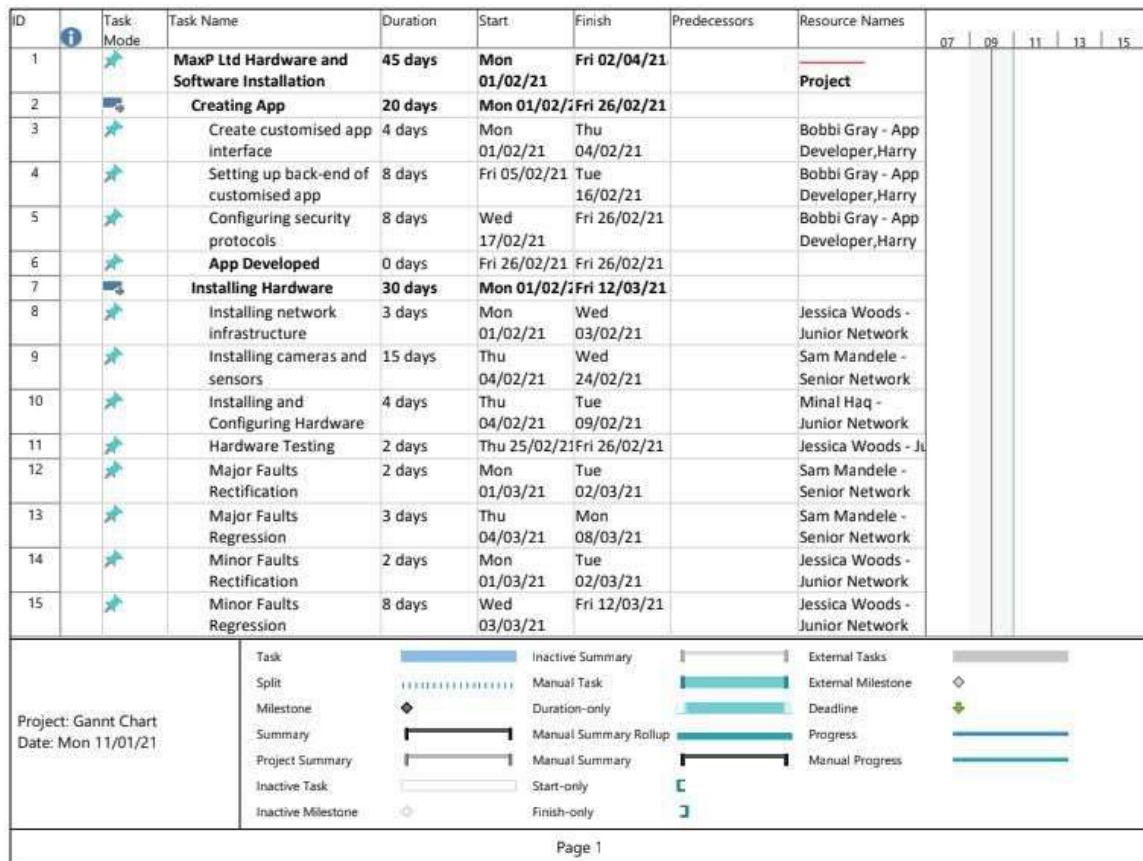 ID Task Mode Task Name Duration Start Finish Predecessors Resource Names 07 09 11 13 15
1 MaxP Ltd Hardware and Software Installation 45 days Mon 01/02/21 Fri 02/04/21 Project
2 Creating App 20 days Mon 01/02/2 Fri 26/02/21
3 Create customised app interface 4 days Mon 01/02/21 Thu 04/02/21 Bobbi Gray - App Developer,Harry
4 Setting up back-end of customised app 8 days Fri 05/02/21 Tue 16/02/21 Bobbi Gray - App Developer,Harry
5 Configuring security protocols 8 days Wed 17/02/21 Fri 26/02/21 Bobbi Gray - App Developer,Harry
6 App Developed 0 days Fri 26/02/21 Fri 26/02/21
7 Installing Hardware 30 days Mon 01/02/2 Fri 12/03/21
8 Installing network infrastructure 3 days Mon 01/02/21 Wed 03/02/21 Jessica Woods - Junior Network
9 Installing cameras and sensors 15 days Thu 04/02/21 Wed 24/02/21 Sam Mandele - Senior Network
10 Installing and Configuring Hardware 4 days Thu 04/02/21 Tue 09/02/21 Minal Haq - Junior Network
11 Hardware Testing 2 days Thu 25/02/21 Fri 26/02/21 Jessica Woods - Ju
12 Major Faults Rectification 2 days Mon 01/03/21 Tue 02/03/21 Sam Mandele - Senior Network
13 Major Faults Regression 3 days Thu 04/03/21 Mon 08/03/21 Sam Mandele - Senior Network
14 Minor Faults Rectification 2 days Mon 01/03/21 Tue 02/03/21 Jessica Woods - Junior Network
15 Minor Faults Regression 8 days Wed 03/03/21 Fri 12/03/21 Jessica Woods - Junior Network
Project: Gannt Chart
Date: Mon 11/01/21
Task
Split
Milestone
Summary
Project Summary
Inactive Task
Inactive Milestone
Inactive Summary
Manual Task
Duration-only
Manual Summary Rollup
Manual Summary
Start-only
Finish-only
External Tasks
External Milestone
Deadline
Progress
Manual Progress
Page 1